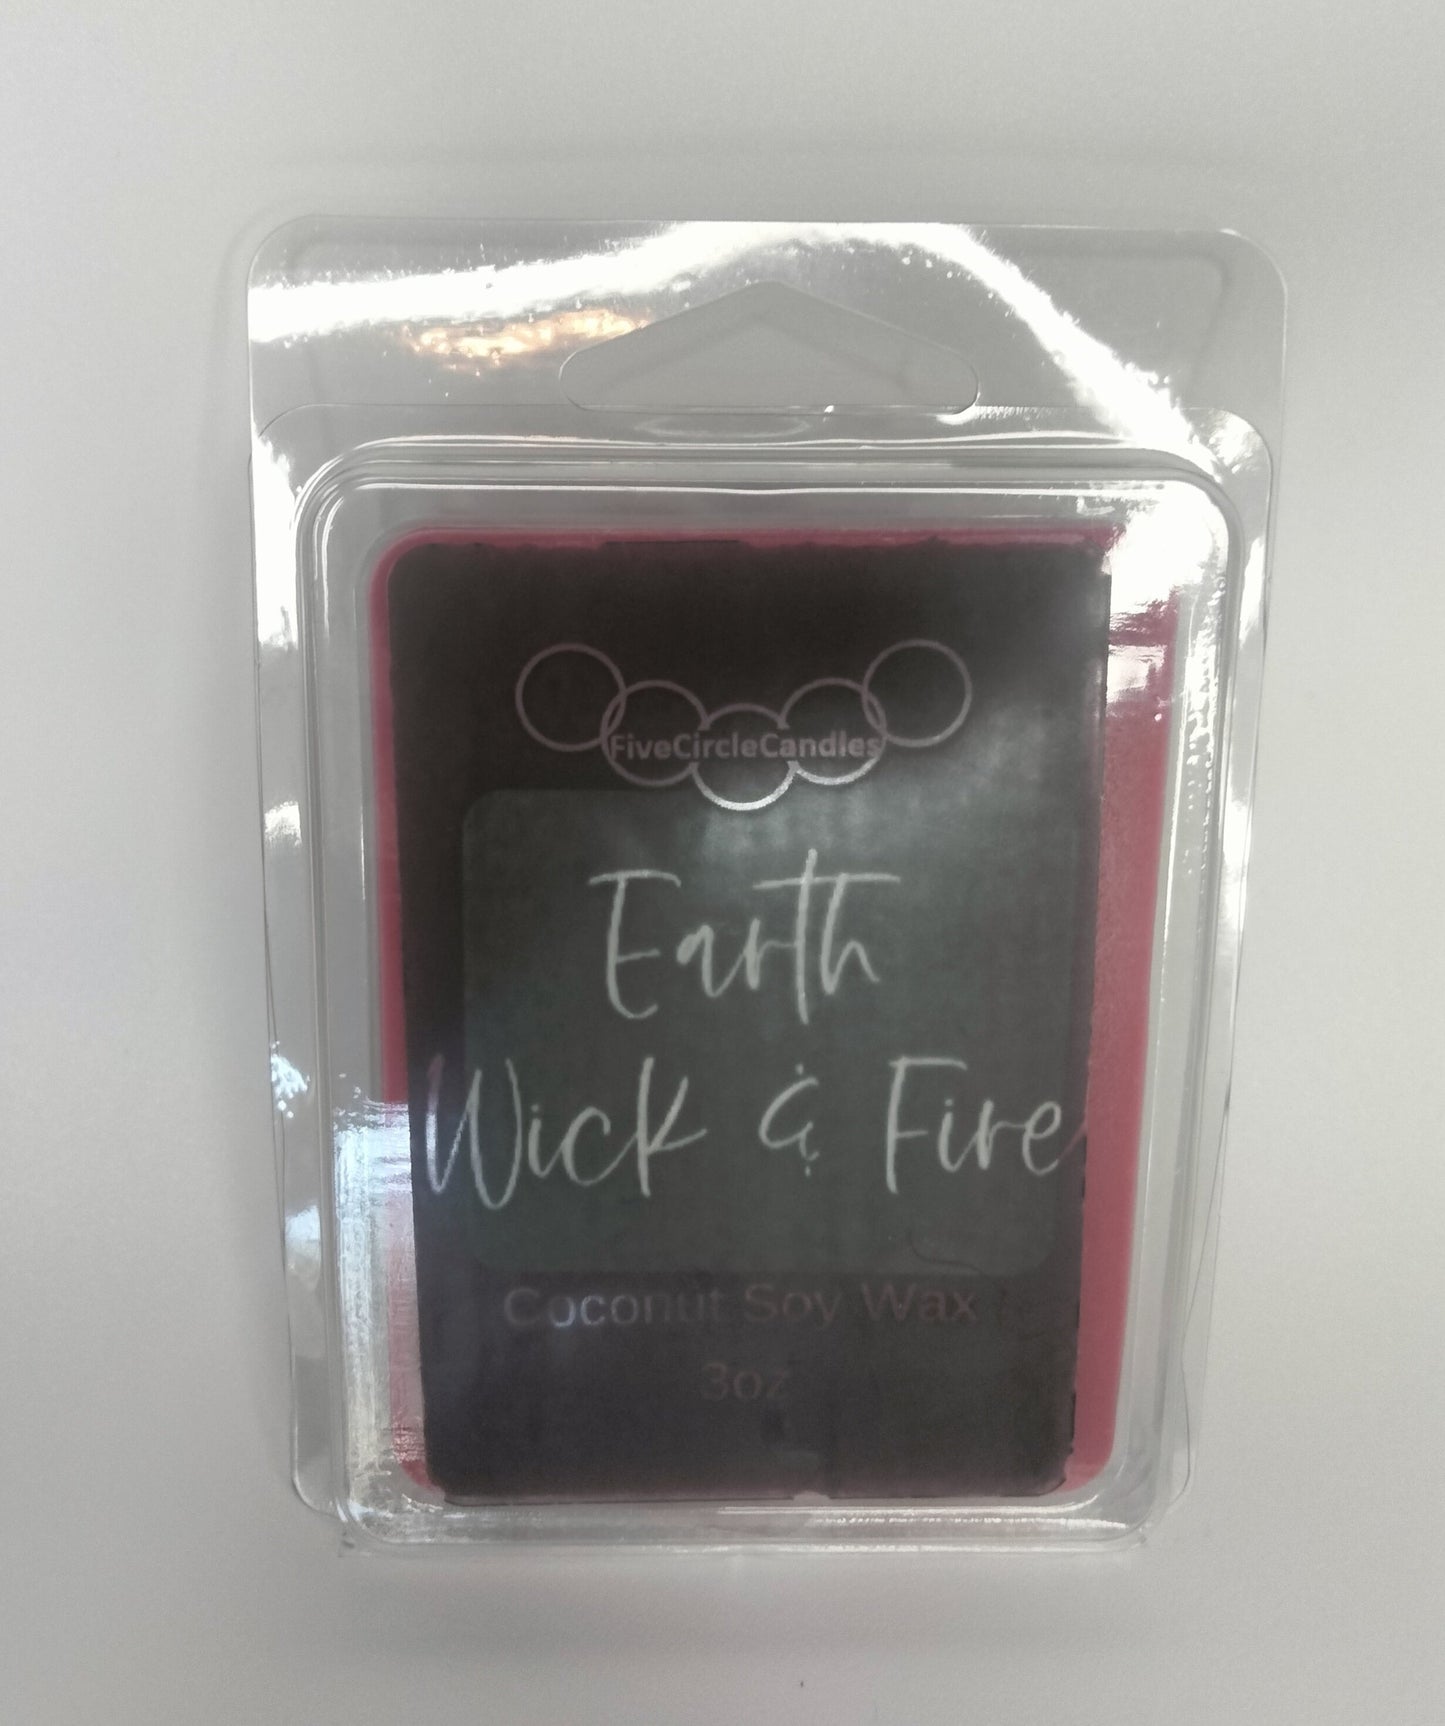 FiveCircleCandles
Earth
Wick & Fire
Coconut Soy Wax
3oz